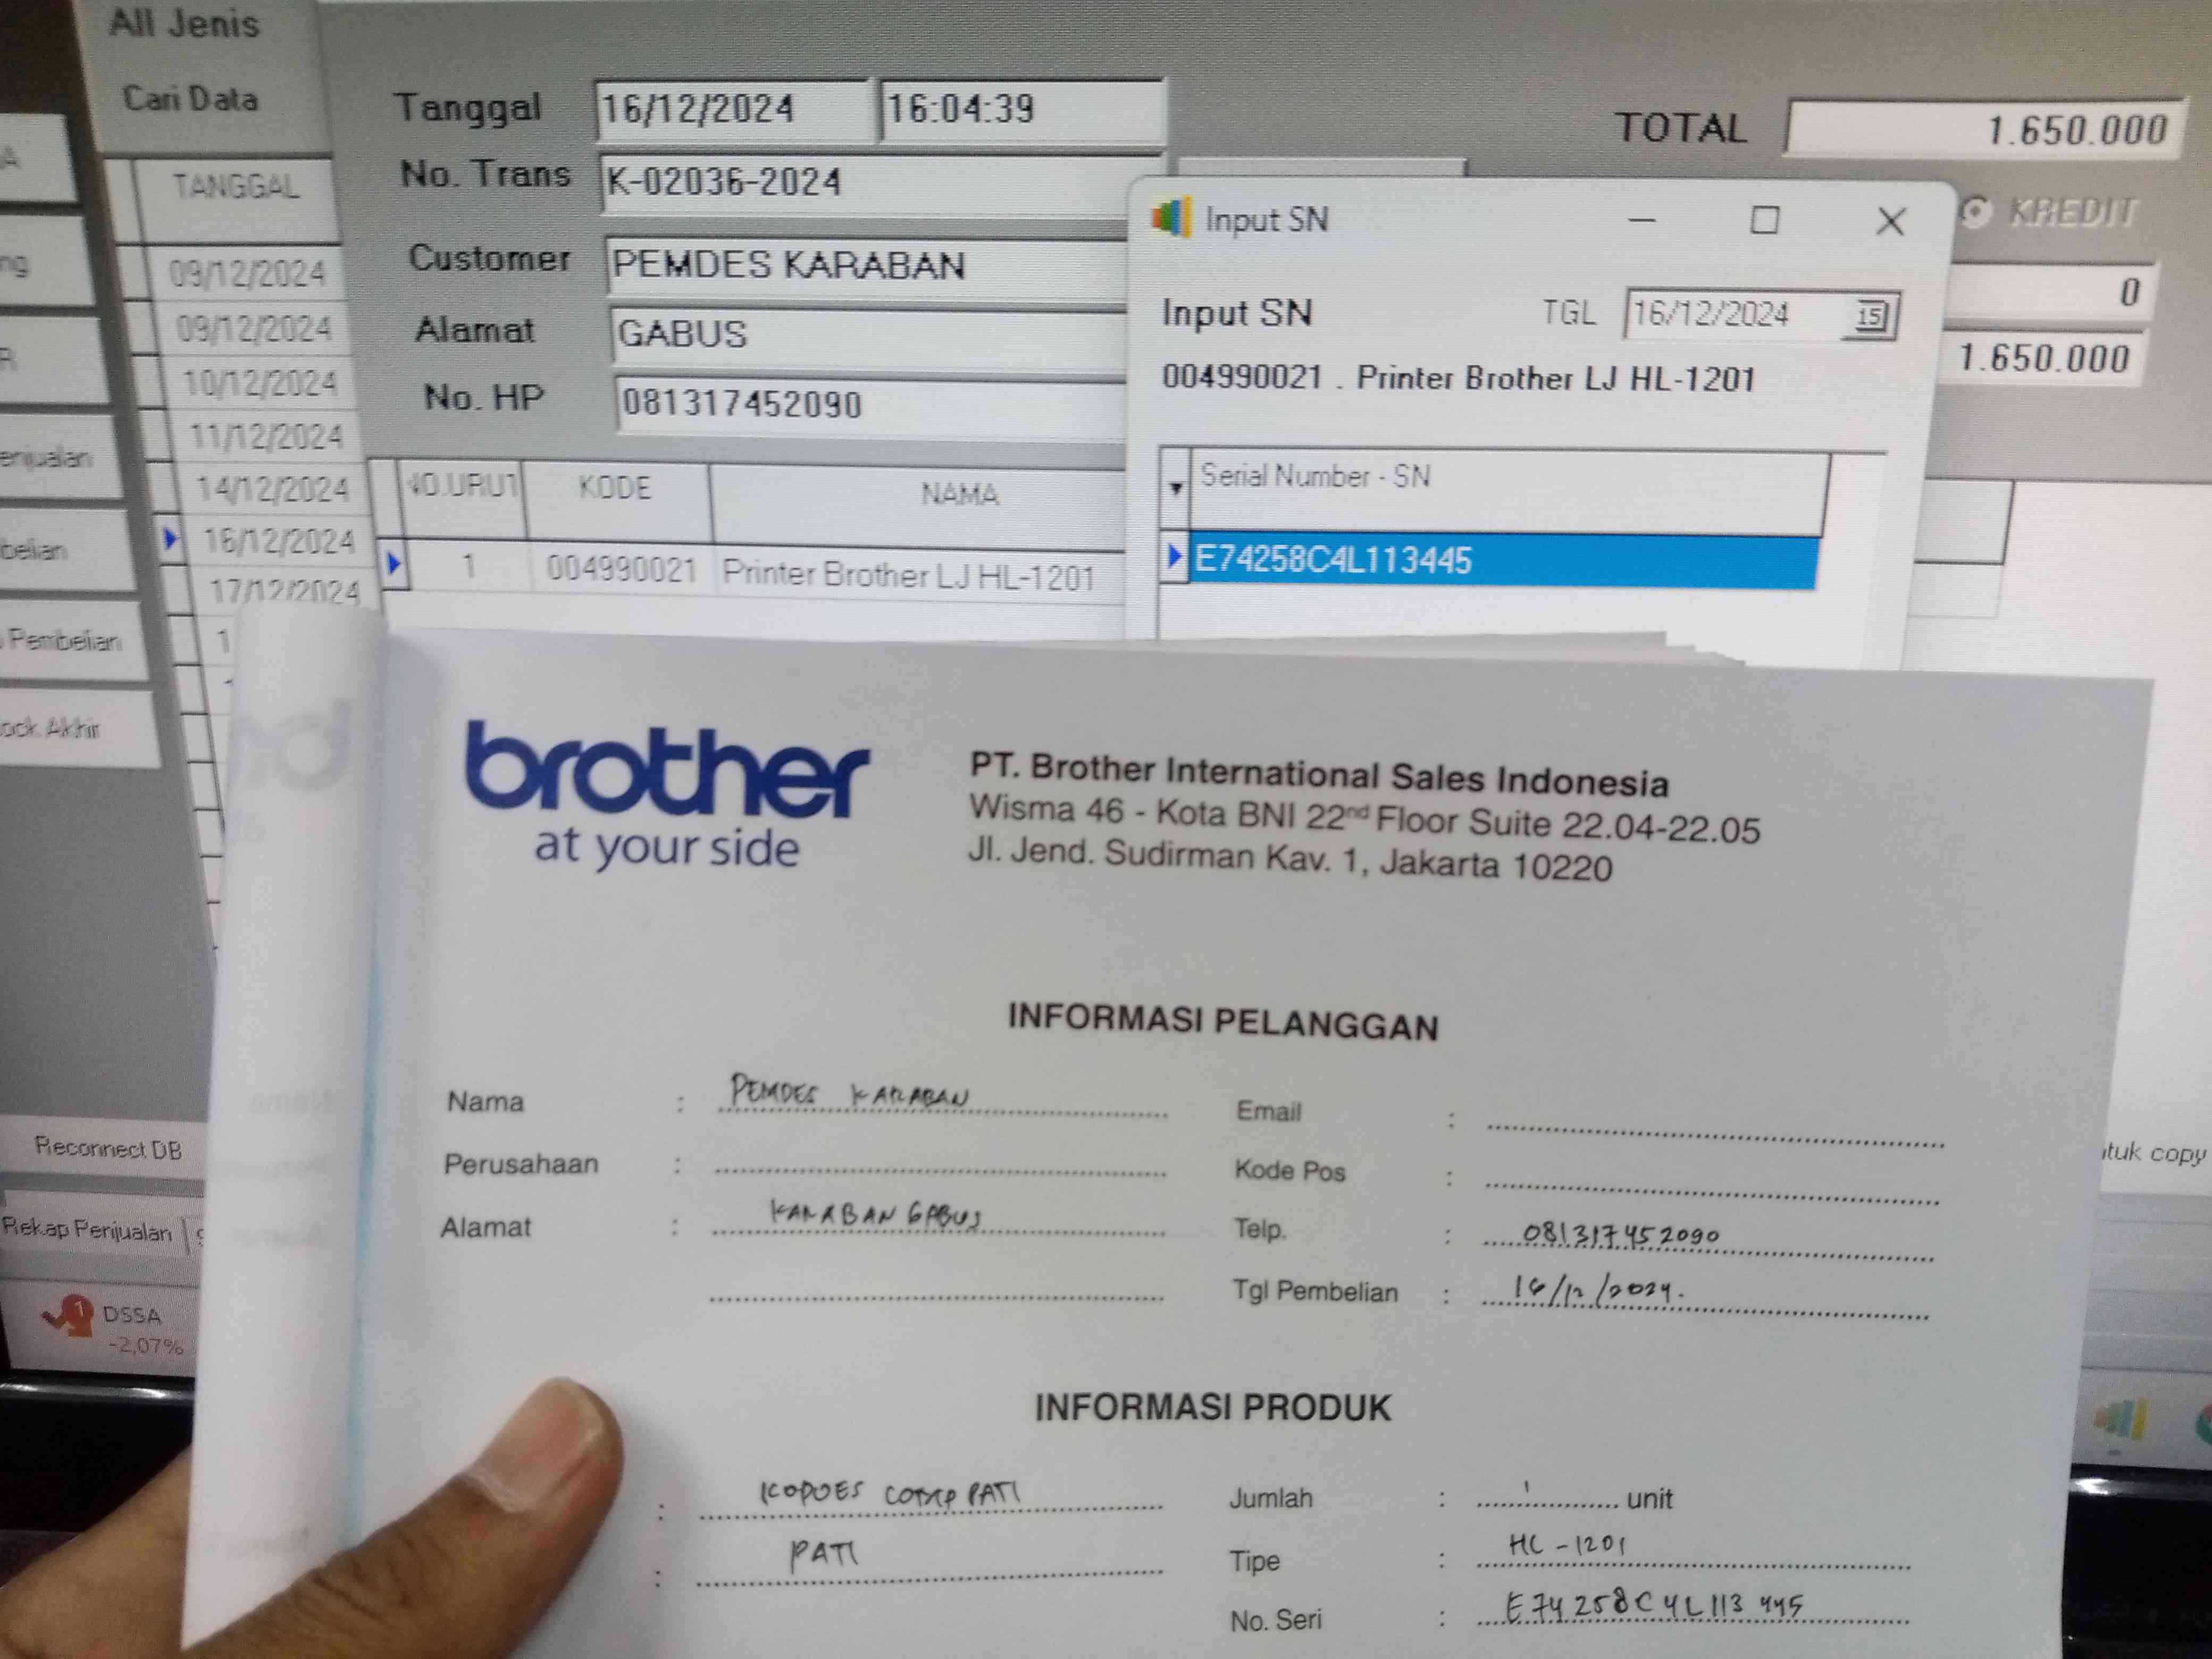 All Jenis
Cari Data
TANGGAL
09/12/2024
09/12/2024
10/12/2024
11/12/2024
14/12/2024
16/12/2024
17/12/2024
Pembelian
Akhir
Reconnect DB
Rekap Penjualan
DSSA
-2,07%
Tanggal 16/12/2024 16:04:39
No. Trans K-02036-2024
Customer PEMDES KARABAN
Alamat GABUS
No. HP 081317452090
TOTAL 1.650.000
KREDIT
0
1.650.000
NO.URUT KODE NAMA
1 004990021 Printer Brother LJ HL-1201
Input SN
Input SN TGL 16/12/2024 15
004990021 . Printer Brother LJ HL-1201
Serial Number - SN
E74258C4L113445
copy
brother
at your side
PT. Brother International Sales Indonesia
Wisma 46 - Kota BNI 22nd Floor Suite 22.04-22.05
Jl. Jend. Sudirman Kav. 1, Jakarta 10220
INFORMASI PELANGGAN
Nama : PEMDES KARABAN
Email :
Perusahaan :
Kode Pos :
Alamat : KARABAN GABUS
Telp. : 081317452090
Tgl Pembelian : 16/12/2024.
INFORMASI PRODUK
: PATI
Jumlah : 1 unit
Tipe : HL-1201
No. Seri : E74258C4L113445